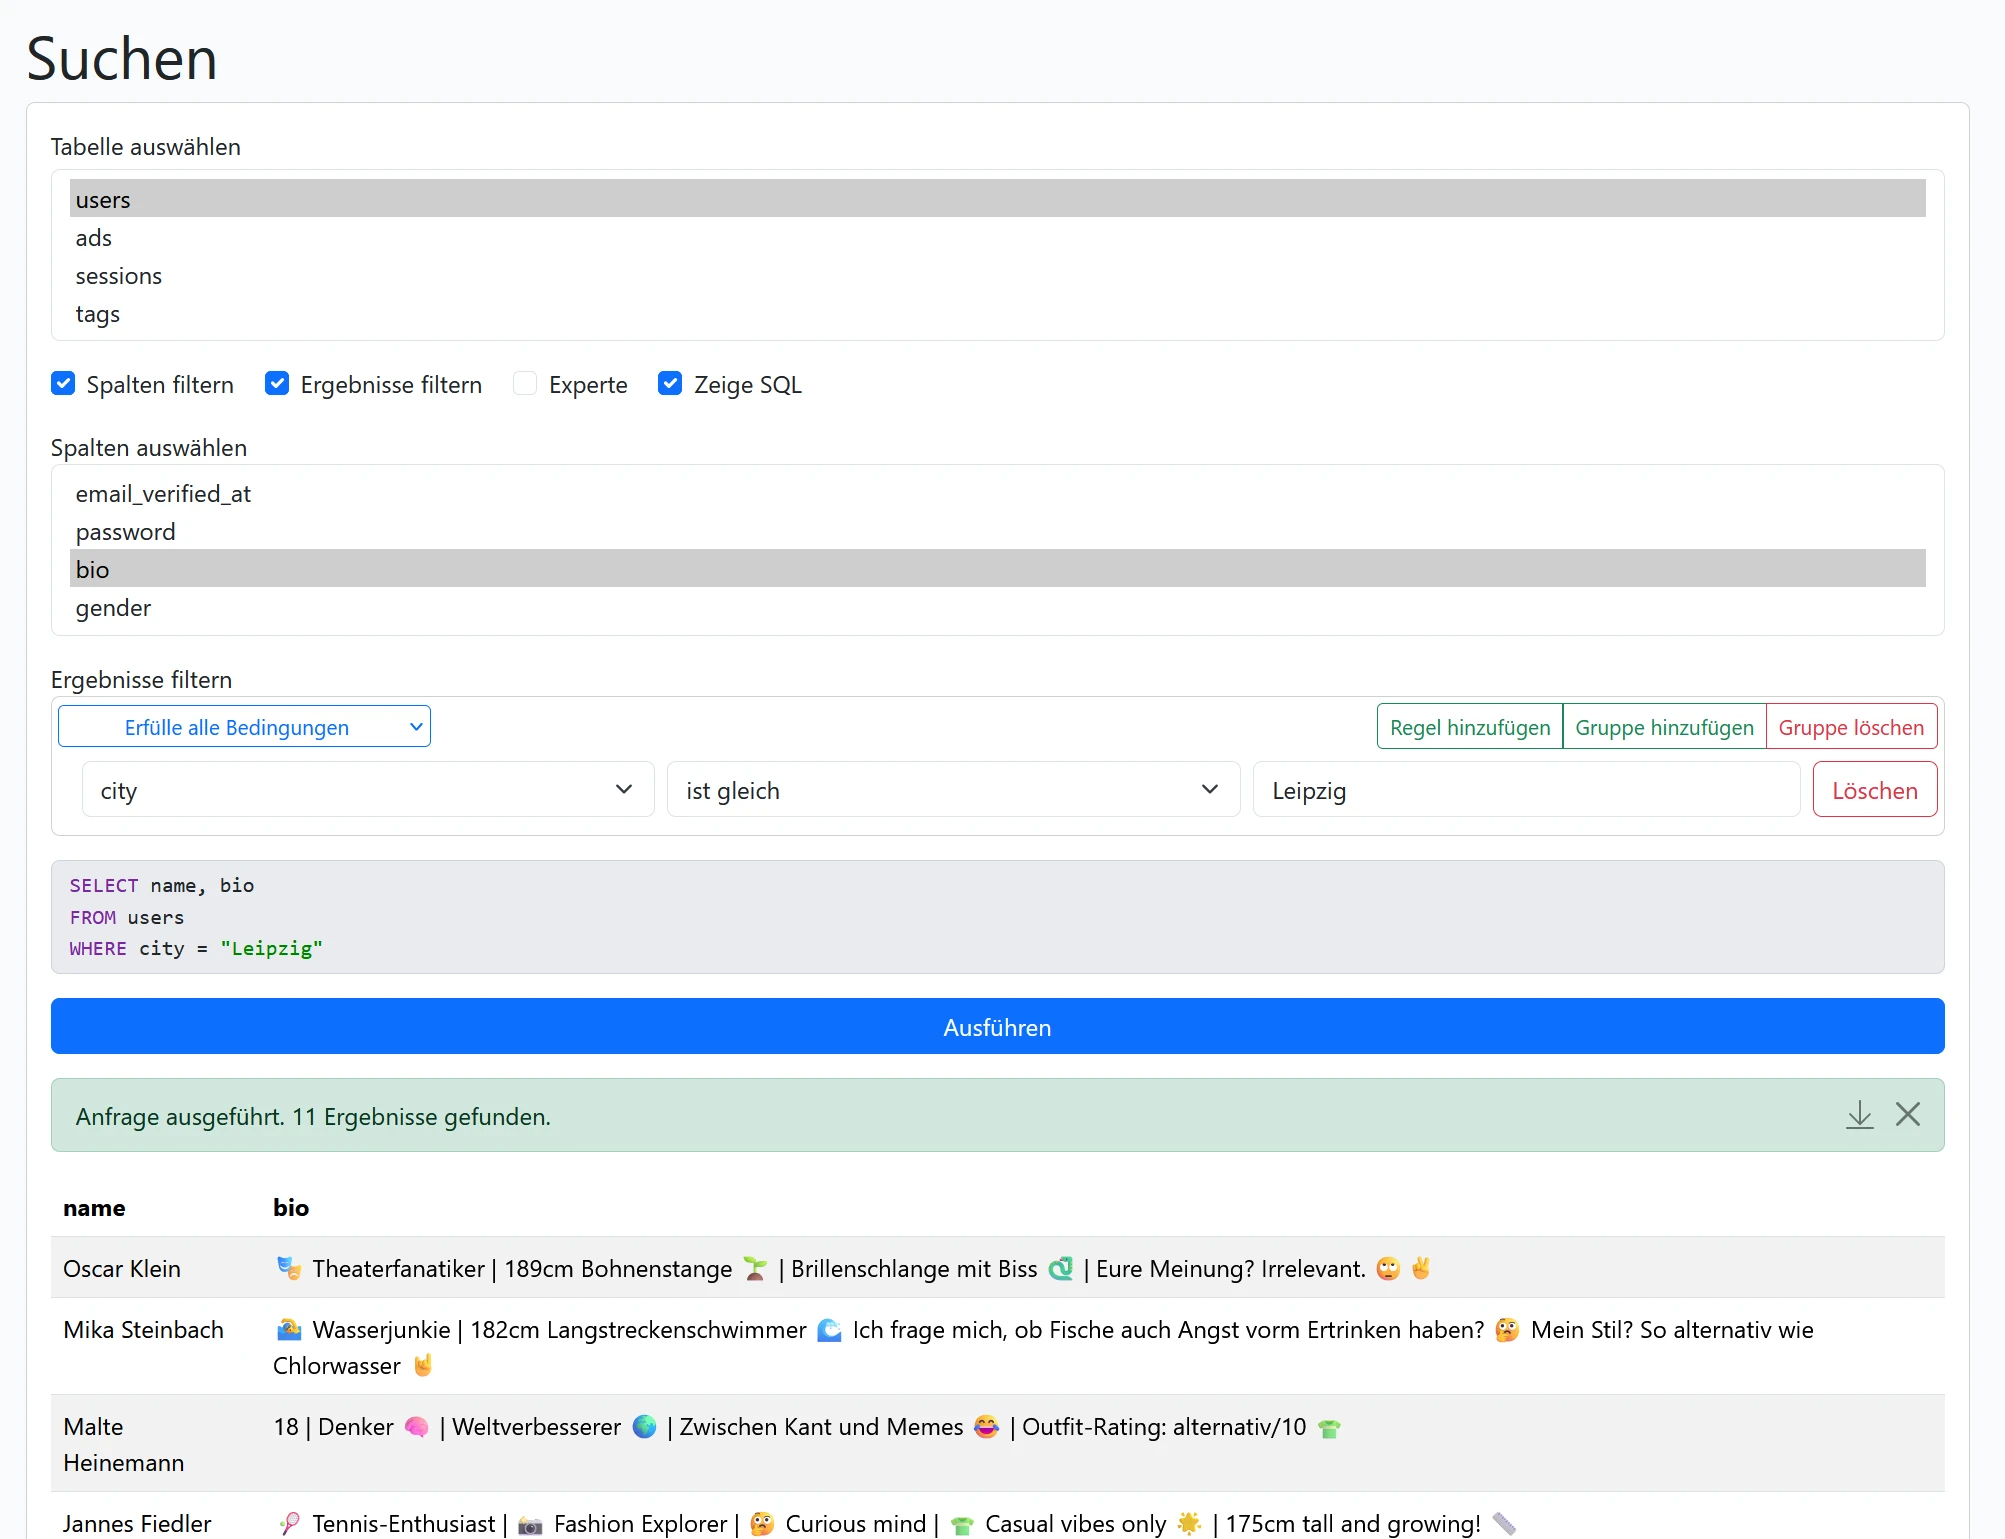 Suchen
Tabelle auswählen
users
ads
sessions
tags
Spalten filtern Ergebnisse filtern Experte Zeige SQL
Spalten auswählen
email_verified_at
password
bio
gender
Ergebnisse filtern
Erfülle alle Bedingungen Regel hinzufügen Gruppe hinzufügen Gruppe löschen
city ist gleich Leipzig Löschen
SELECT name, bio
FROM users
WHERE city = "Leipzig"
Ausführen
Anfrage ausgeführt. 11 Ergebnisse gefunden.
name bio
Oscar Klein 🎭 Theaterfanatiker | 189cm Bohnenstange 🌱 | Brillenschlange mit Biss 🐍 | Eure Meinung? Irrelevant. 🙄 ✌️
Mika Steinbach 🏊 Wasserjunkie | 182cm Langstreckenschwimmer 🌊 Ich frage mich, ob Fische auch Angst vorm Ertrinken haben? 🤔 Mein Stil? So alternativ wie
Chlorwasser 🤘
Malte 18 | Denker 🧠 | Weltverbesserer 🌍 | Zwischen Kant und Memes 😂 | Outfit-Rating: alternativ/10 👕
Heinemann
Jannes Fiedler 🎾 Tennis-Enthusiast | 📷 Fashion Explorer | 🤔 Curious mind | 👕 Casual vibes only 🌟 | 175cm tall and growing! 📏